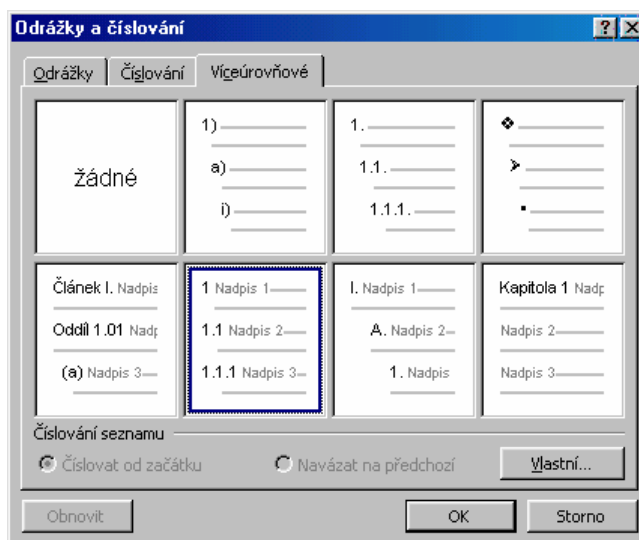 Odrážky a číslování
Odrážky Číslování Víceúrovňové
žádné
1)
a)
i)
1.
1.1.
1.1.1.
Článek I. Nadpis
Oddíl 1.01 Nadp
(a) Nadpis 3
1 Nadpis 1
1.1 Nadpis 2
1.1.1 Nadpis 3
I. Nadpis 1
A. Nadpis 2
1. Nadpis
Kapitola 1 Nadp
Nadpis 2
Nadpis 3
Číslování seznamu
Číslovat od začátku Navázat na předchozí Vlastní...
Obnovit OK Storno